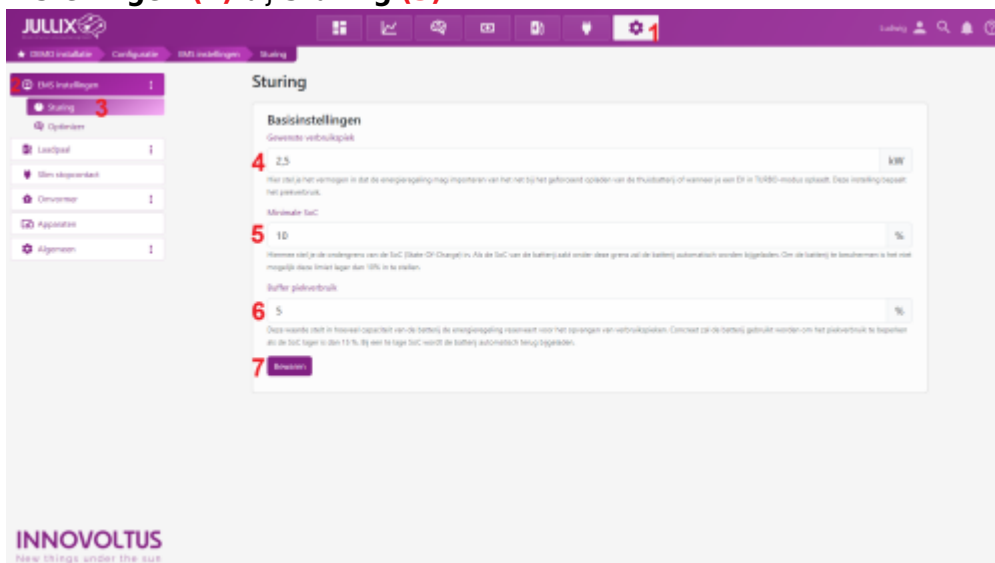 JULLIX
1
Ludwig
DEMO installatie Configuratie EMS instellingen Sturing
2 EMS instellingen
Sturing 3
Optimizer
Laadpaal
Slim stopcontact
Omvormer
Apparaten
Algemeen
Sturing
Basisinstellingen
Gewenste verbruikspiek
4 2,5 kW
Hier stel je het vermogen in dat de energieregeling mag importeren van het net bij het geforceerd opladen van de thuisbatterij of wanneer je een EV in TURBO-modus oplaadt. Deze instelling bepaalt
het piekverbruik.
Minimale SoC
5 10 %
Hiermee stel je de ondergrens van de SoC (State Of Charge) in. Als de SoC van de batterij zakt onder deze grens zal de batterij automatisch worden bijgeladen. Om de batterij te beschermen is het niet
mogelijk deze limiet lager dan 10% in te stellen.
Buffer piekverbruik
6 5 %
Deze waarde stelt in hoeveel capaciteit van de batterij de energieregeling reserveert voor het opvangen van verbruikspieken. Concreet zal de batterij gebruikt worden om het piekverbruik te beperken
als de SoC lager is dan 15 %. Bij een te lage SoC wordt de batterij automatisch terug bijgeladen.
7 Bewaren
INNOVOLTUS
New things under the sun